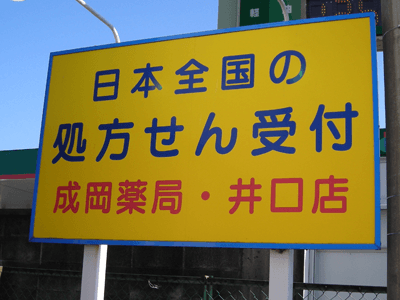 日本全国の
処方せん受付
成岡薬局・井口店